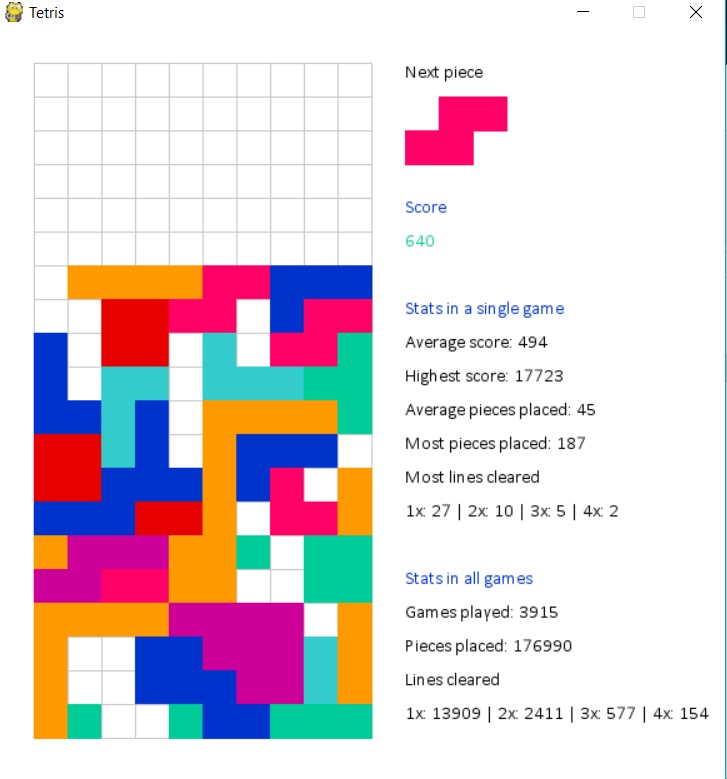 Tetris
Next piece
Score
640
Stats in a single game
Average score: 494
Highest score: 17723
Average pieces placed: 45
Most pieces placed: 187
Most lines cleared
1x: 27 | 2x: 10 | 3x: 5 | 4x: 2
Stats in all games
Games played: 3915
Pieces placed: 176990
Lines cleared
1x: 13909 | 2x: 2411 | 3x: 577 | 4x: 154